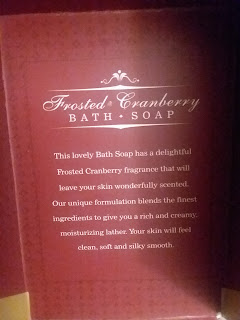 Frosted Cranberry
BATH • SOAP
This lovely Bath Soap has a delightful
Frosted Cranberry fragrance that will
leave your skin wonderfully scented.
Our unique formulation blends the finest
ingredients to give you a rich and creamy,
moisturizing lather. Your skin will feel
clean, soft and silky smooth.